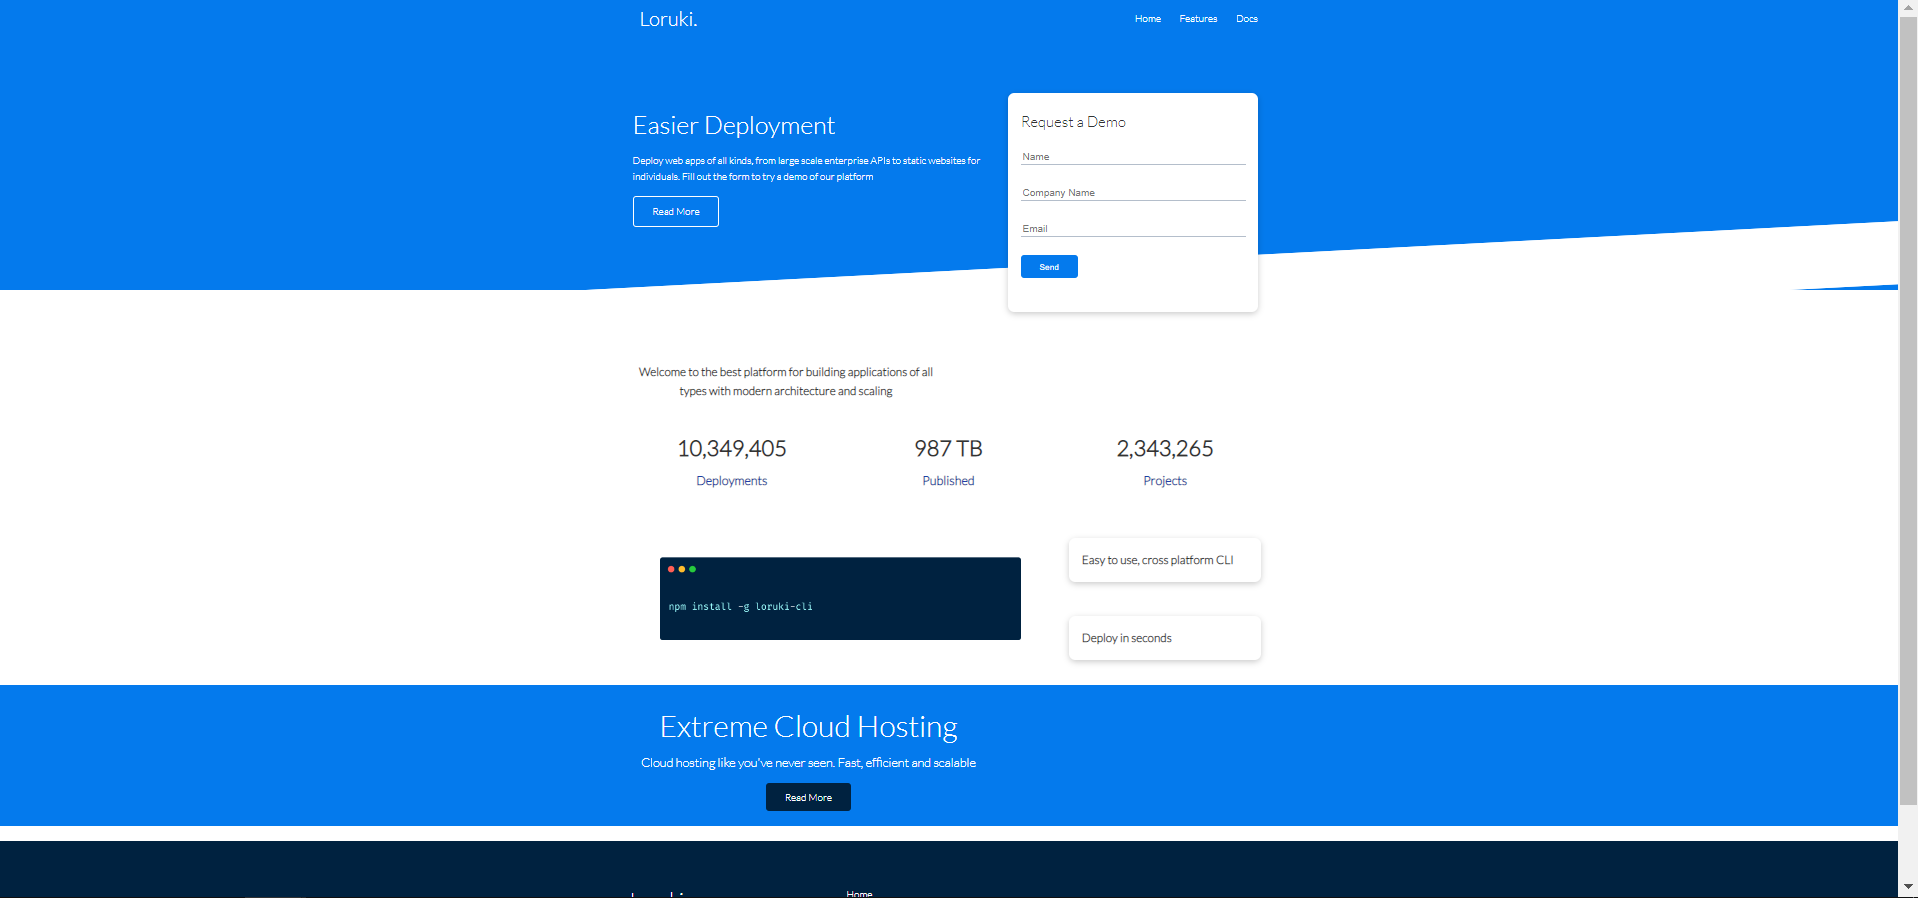 Loruki.
Home Features Docs
Easier Deployment
Deploy web apps of all kinds, from large scale enterprise APIs to static websites for
individuals. Fill out the form to try a demo of our platform
Read More
Request a Demo
Name
Company Name
Email
Send
Welcome to the best platform for building applications of all
types with modern architecture and scaling
10,349,405
Deployments
987 TB
Published
2,343,265
Projects
npm install -g loruki-cli
Easy to use, cross platform CLI
Deploy in seconds
Extreme Cloud Hosting
Cloud hosting like you've never seen. Fast, efficient and scalable
Read More
Home